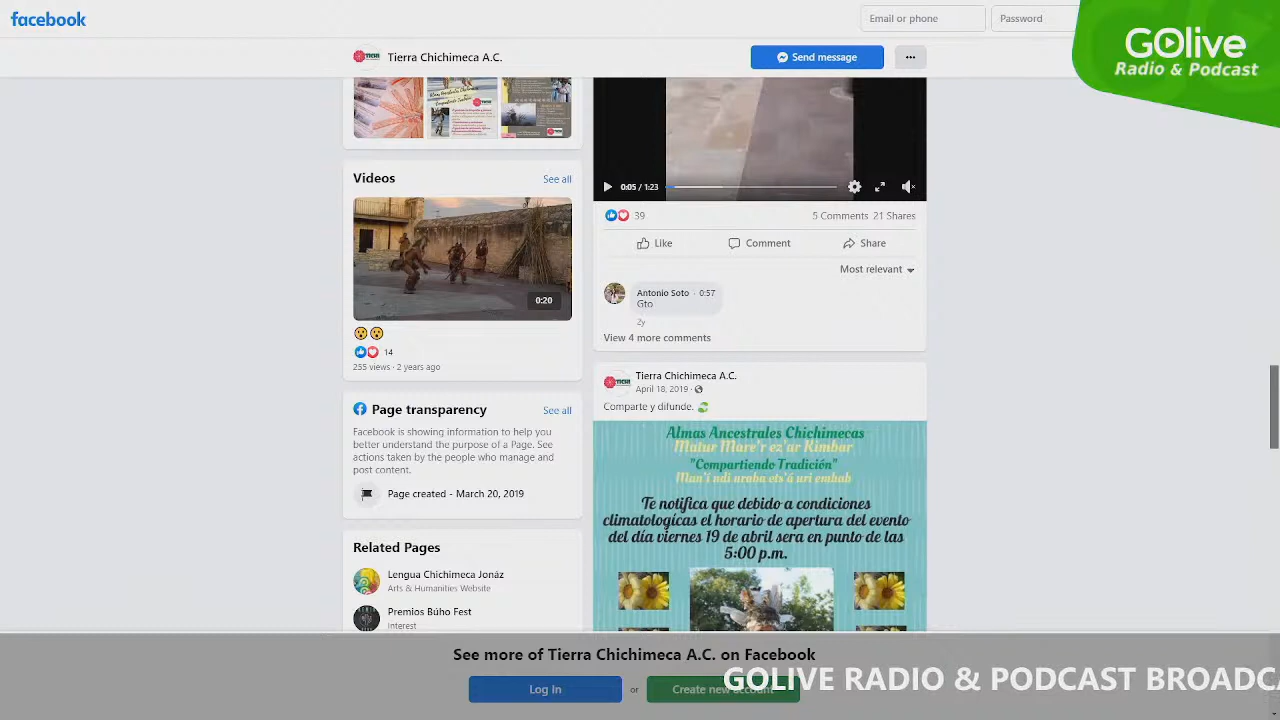 facebook
Email or phone
Password
GOlive
Radio & Podcast
Tierra Chichimeca A.C.
Send message
Videos
See all
0:20
14
255 views · 2 years ago
Page transparency
See all
Facebook is showing information to help you
better understand the purpose of a Page. See
actions taken by the people who manage and
post content.
Page created - March 20, 2019
Related Pages
Lengua Chichimeca Jonáz
Arts & Humanities Website
Premios Búho Fest
Interest
0:05 / 1:23
39
5 Comments 21 Shares
Like
Comment
Share
Most relevant
Antonio Soto · 0:57
Gto
2y
View 4 more comments
Tierra Chichimeca A.C.
April 18, 2019 ·
Comparte y difunde.
Almas Ancestrales Chichimecas
"Compartiendo Tradición"
Te notifica que debido a condiciones
climatologícas el horario de apertura del evento
del día viernes 19 de abril sera en punto de las
5:00 p.m.
See more of Tierra Chichimeca A.C. on Facebook
Log In
or
Create new account
GOLIVE RADIO & PODCAST BROADCA